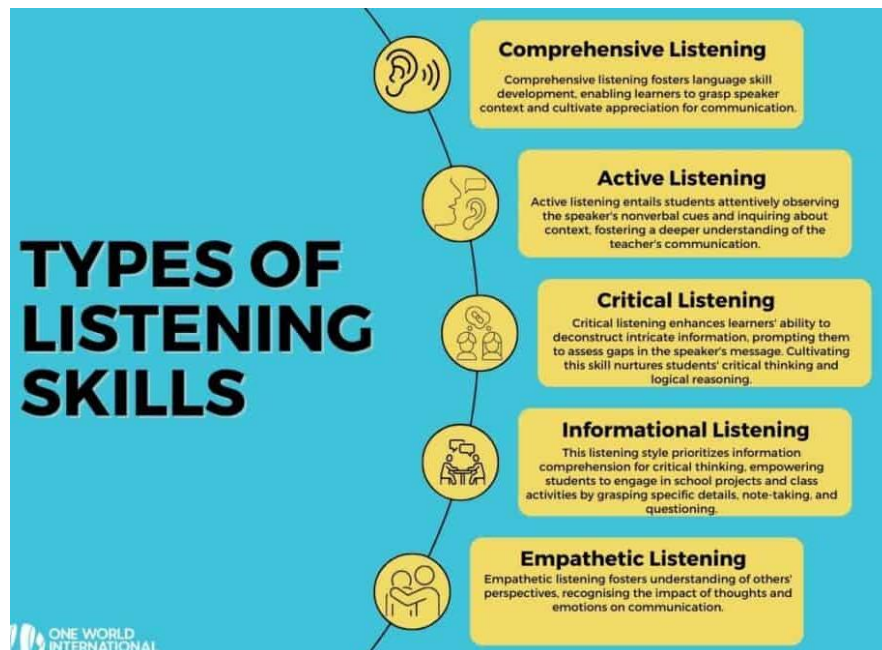 TYPES OF
LISTENING
SKILLS
Comprehensive Listening
Comprehensive listening fosters language skill
development, enabling learners to grasp speaker
context and cultivate appreciation for communication.
Active Listening
Active listening entails students attentively observing
the speaker's nonverbal cues and inquiring about
context, fostering a deeper understanding of the
teacher's communication.
Critical Listening
Critical listening enhances learners' ability to
deconstruct intricate information, prompting them
to assess gaps in the speaker's message. Cultivating
this skill nurtures students' critical thinking and
logical reasoning.
Informational Listening
This listening style prioritizes information
comprehension for critical thinking, empowering
students to engage in school projects and class
activities by grasping specific details, note-taking, and
questioning.
Empathetic Listening
Empathetic listening fosters understanding of others'
perspectives, recognising the impact of thoughts and
emotions on communication.
ONE WORLD
INTERNATIONAL